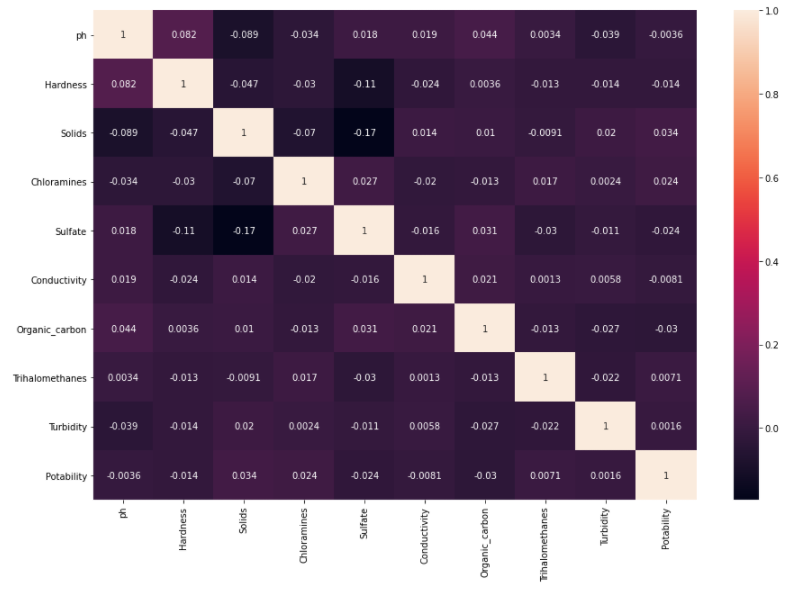 1.0
ph 1 0.082 -0.089 -0.034 0.018 0.019 0.044 0.0034 -0.039 -0.0036
Hardness 0.082 1 -0.047 -0.03 -0.11 -0.024 0.0036 -0.013 -0.014 -0.014
0.8
Solids -0.089 -0.047 1 -0.07 -0.17 0.014 0.01 -0.0091 0.02 0.034
Chloramines -0.034 -0.03 -0.07 1 0.027 -0.02 -0.013 0.017 0.0024 0.024
0.6
Sulfate 0.018 -0.11 -0.17 0.027 1 -0.016 0.031 -0.03 -0.011 -0.024
Conductivity 0.019 -0.024 0.014 -0.02 -0.016 1 0.021 0.0013 0.0058 -0.0081
0.4
Organic_carbon 0.044 0.0036 0.01 -0.013 0.031 0.021 1 -0.013 -0.027 -0.03
0.2
Trihalomethanes 0.0034 -0.013 -0.0091 0.017 -0.03 0.0013 -0.013 1 -0.022 0.0071
Turbidity -0.039 -0.014 0.02 0.0024 -0.011 0.0058 -0.027 -0.022 1 0.0016
0.0
Potability -0.0036 -0.014 0.034 0.024 -0.024 -0.0081 -0.03 0.0071 0.0016 1
ph Hardness Solids Chloramines Sulfate Conductivity Organic_carbon Trihalomethanes Turbidity Potability